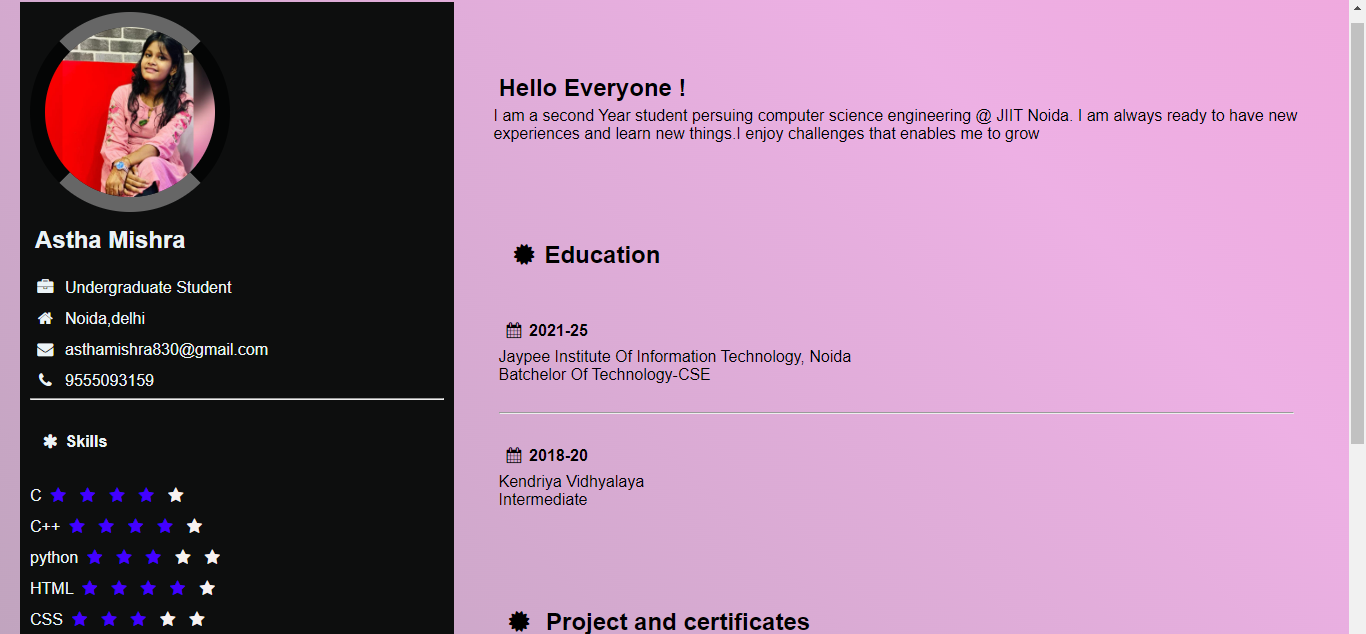 Astha Mishra
Undergraduate Student
Noida,delhi
asthamishra830@gmail.com
9555093159
Skills
C
C++
python
HTML
CSS
Hello Everyone !
I am a second Year student persuing computer science engineering @ JIIT Noida. I am always ready to have new
experiences and learn new things.I enjoy challenges that enables me to grow
Education
2021-25
Jaypee Institute Of Information Technology, Noida
Batchelor Of Technology-CSE
2018-20
Kendriya Vidhyalaya
Intermediate
Project and certificates